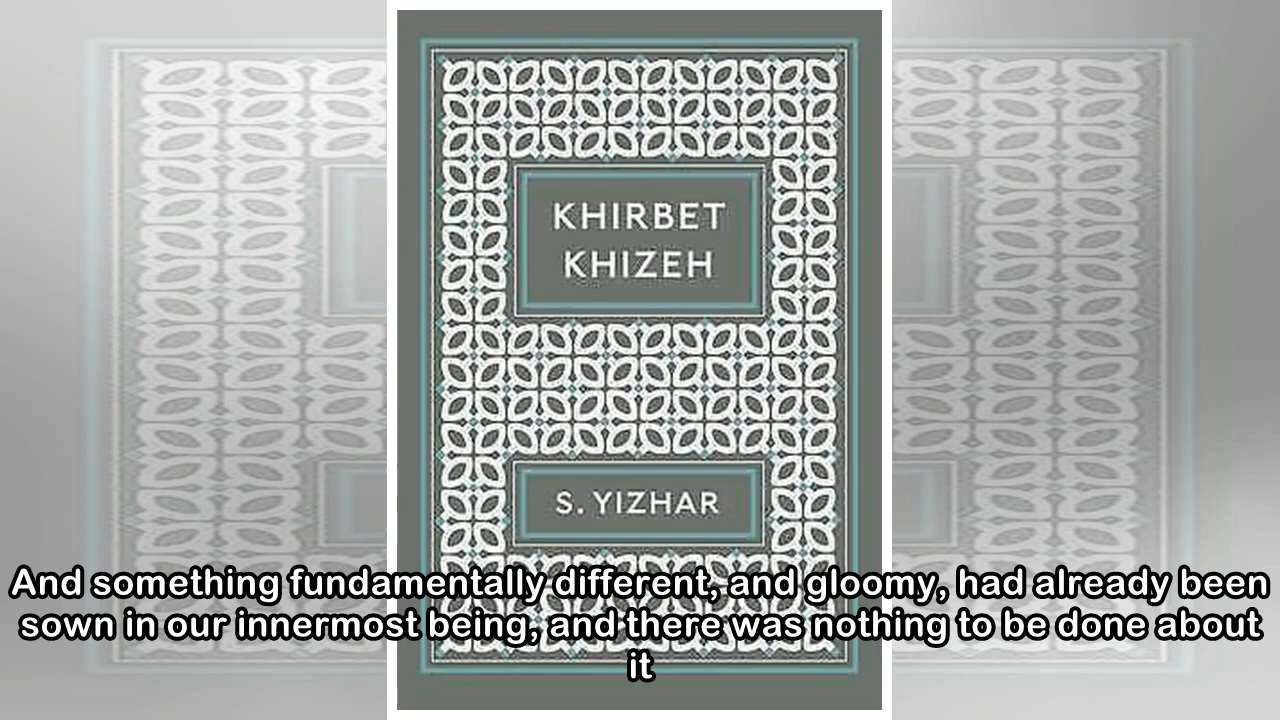 KHIRBET
KHIZEH
S. YIZHAR
And something fundamentally different, and gloomy, had already been
sown in our innermost being, and there was nothing to be done about
it